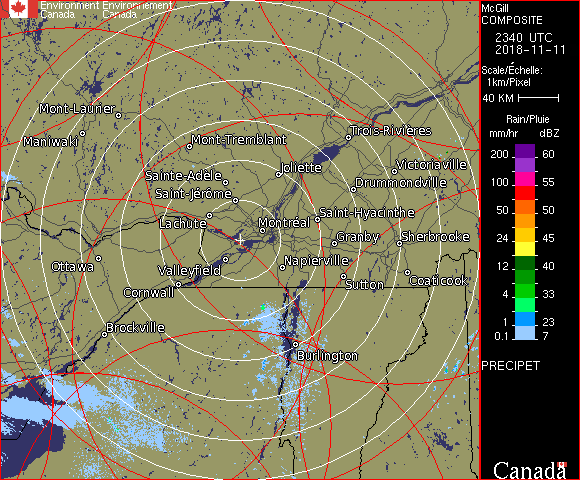 Environment Environnement
Canada Canada
McGill
COMPOSITE
2340 UTC
2018-11-11
Scale/Échelle:
1km/Pixel
40 KM
Rain/Pluie
mm/hr dBZ
200 60
100 55
50 50
24 45
12 40
4 33
2 23
0.1 7
PRECIPET
Canada
Mont-Laurier
Maniwaki
Mont-Tremblant
Trois-Rivières
Joliette
Victoriaville
Sainte-Adèle
Drummondville
Saint-Jérôme
Saint-Hyacinthe
Lachute
Montréal
Granby
Sherbrooke
Ottawa
Valleyfield
Napierville
Cornwall
Sutton
Coaticook
Brockville
Burlington